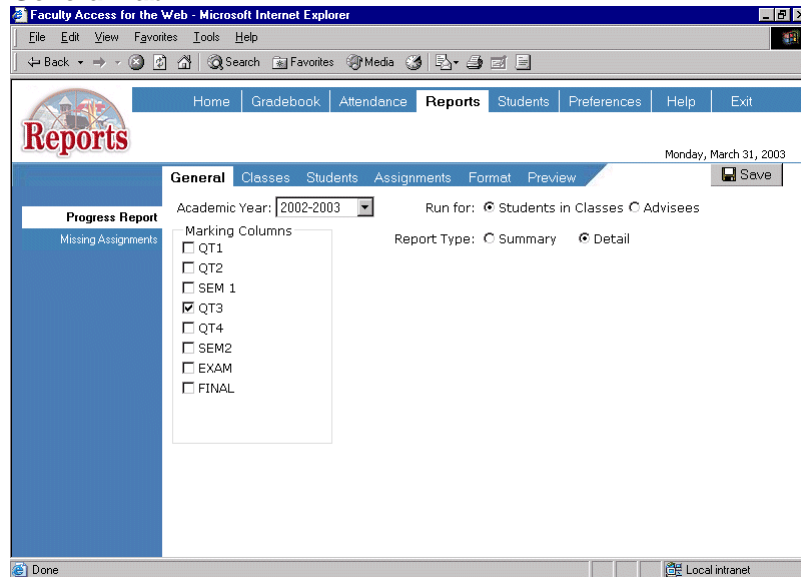 Faculty Access for the Web - Microsoft Internet Explorer
File Edit View Favorites Tools Help
Back Search Favorites Media
Home Gradebook Attendance Reports Students Preferences Help Exit
Reports
Monday, March 31, 2003
General Classes Students Assignments Format Preview Save
Academic Year: 2002-2003 Run for: Students in Classes Advisees
Progress Report
Missing Assignments
Marking Columns
Report Type: Summary Detail
QT1
QT2
SEM 1
QT3
QT4
SEM2
EXAM
FINAL
Done Local intranet